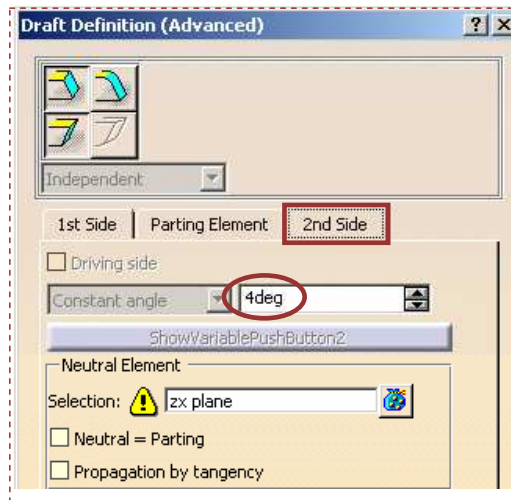 Draft Definition (Advanced)
Independent
1st Side Parting Element 2nd Side
Driving side
Constant angle 4deg
ShowVariablePushButton2
Neutral Element
Selection: zx plane
Neutral = Parting
Propagation by tangency